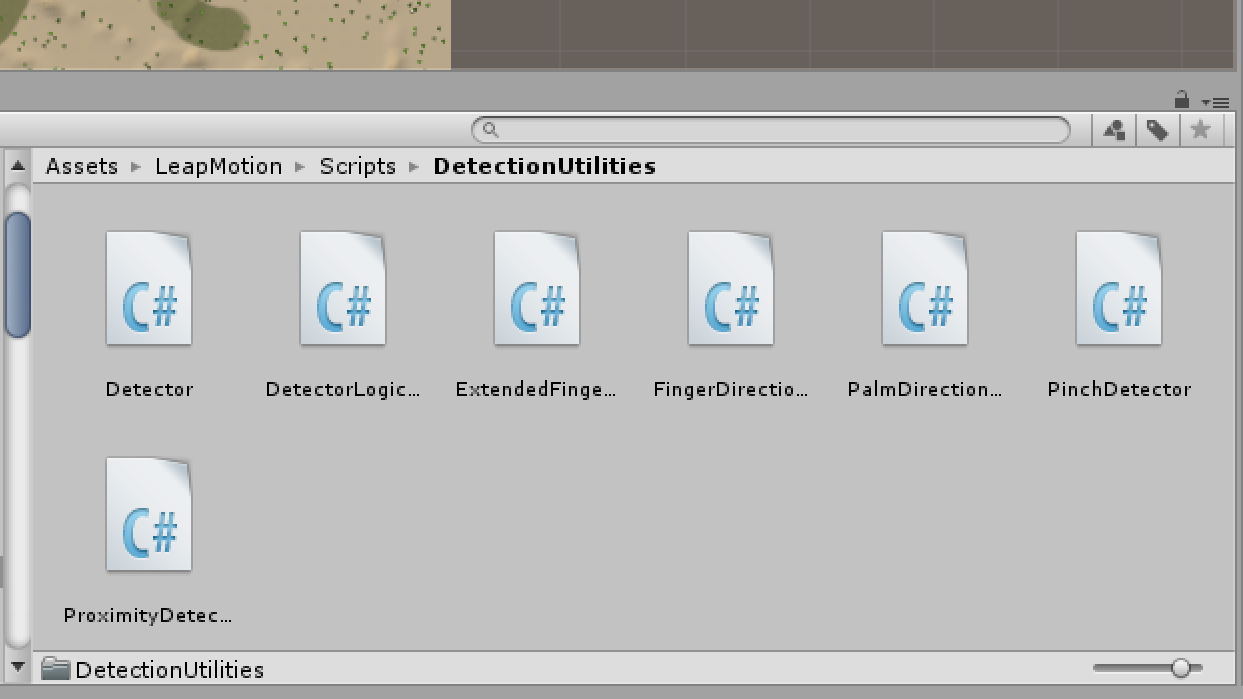 Assets ▸ LeapMotion ▸ Scripts ▸ DetectionUtilities
C# C# C# C# C# C#
Detector DetectorLogic... ExtendedFinge... FingerDirectio... PalmDirection... PinchDetector
C#
ProximityDetec...
DetectionUtilities